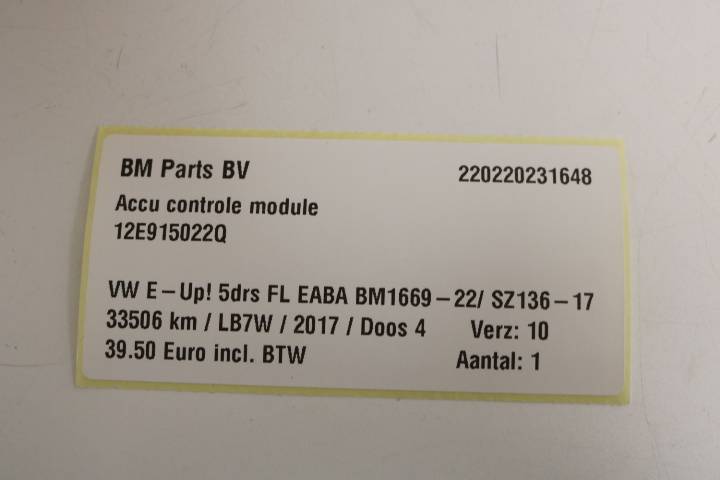 BM Parts BV 220220231648
Accu controle module
12E915022Q
VW E-Up! 5drs FL EABA BM1669-22/ SZ136-17
33506 km / LB7W / 2017 / Doos 4 Verz: 10
39.50 Euro incl. BTW Aantal: 1